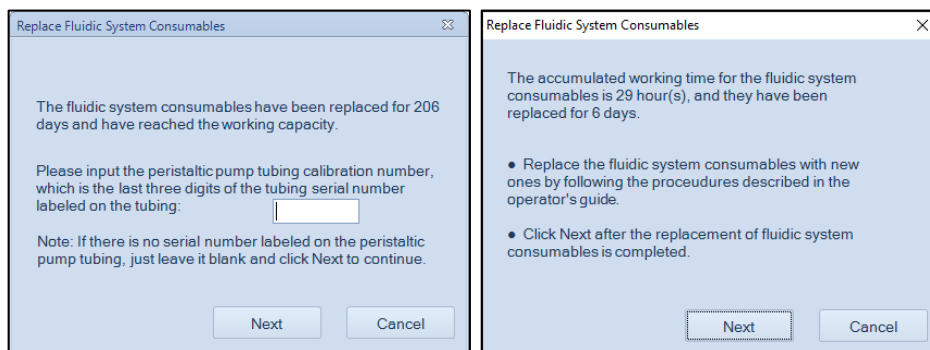 Replace Fluidic System Consumables
The fluidic system consumables have been replaced for 206
days and have reached the working capacity.
Please input the peristaltic pump tubing calibration number,
which is the last three digits of the tubing serial number
labeled on the tubing:
Note: If there is no serial number labeled on the peristaltic
pump tubing, just leave it blank and click Next to continue.
Next
Cancel
Replace Fluidic System Consumables
The accumulated working time for the fluidic system
consumables is 29 hour(s), and they have been
replaced for 6 days.
● Replace the fluidic system consumables with new
ones by following the proceudures described in the
operator's guide.
● Click Next after the replacement of fluidic system
consumables is completed.
Next
Cancel